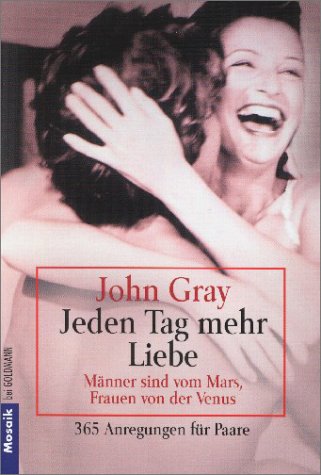 John Gray
Jeden Tag mehr
Liebe
Männer sind vom Mars,
Frauen von der Venus
365 Anregungen für Paare
Mosaik bei GOLDMANN